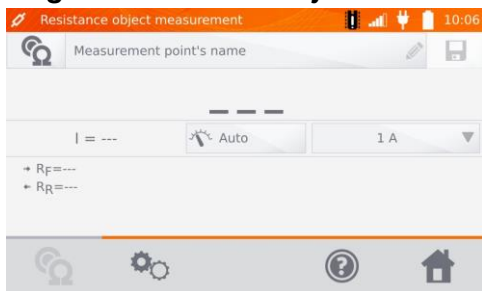 Resistance object measurement 10:06
Measurement point's name
---
I = --- Auto 1 A
→ RF=---
← RR=---